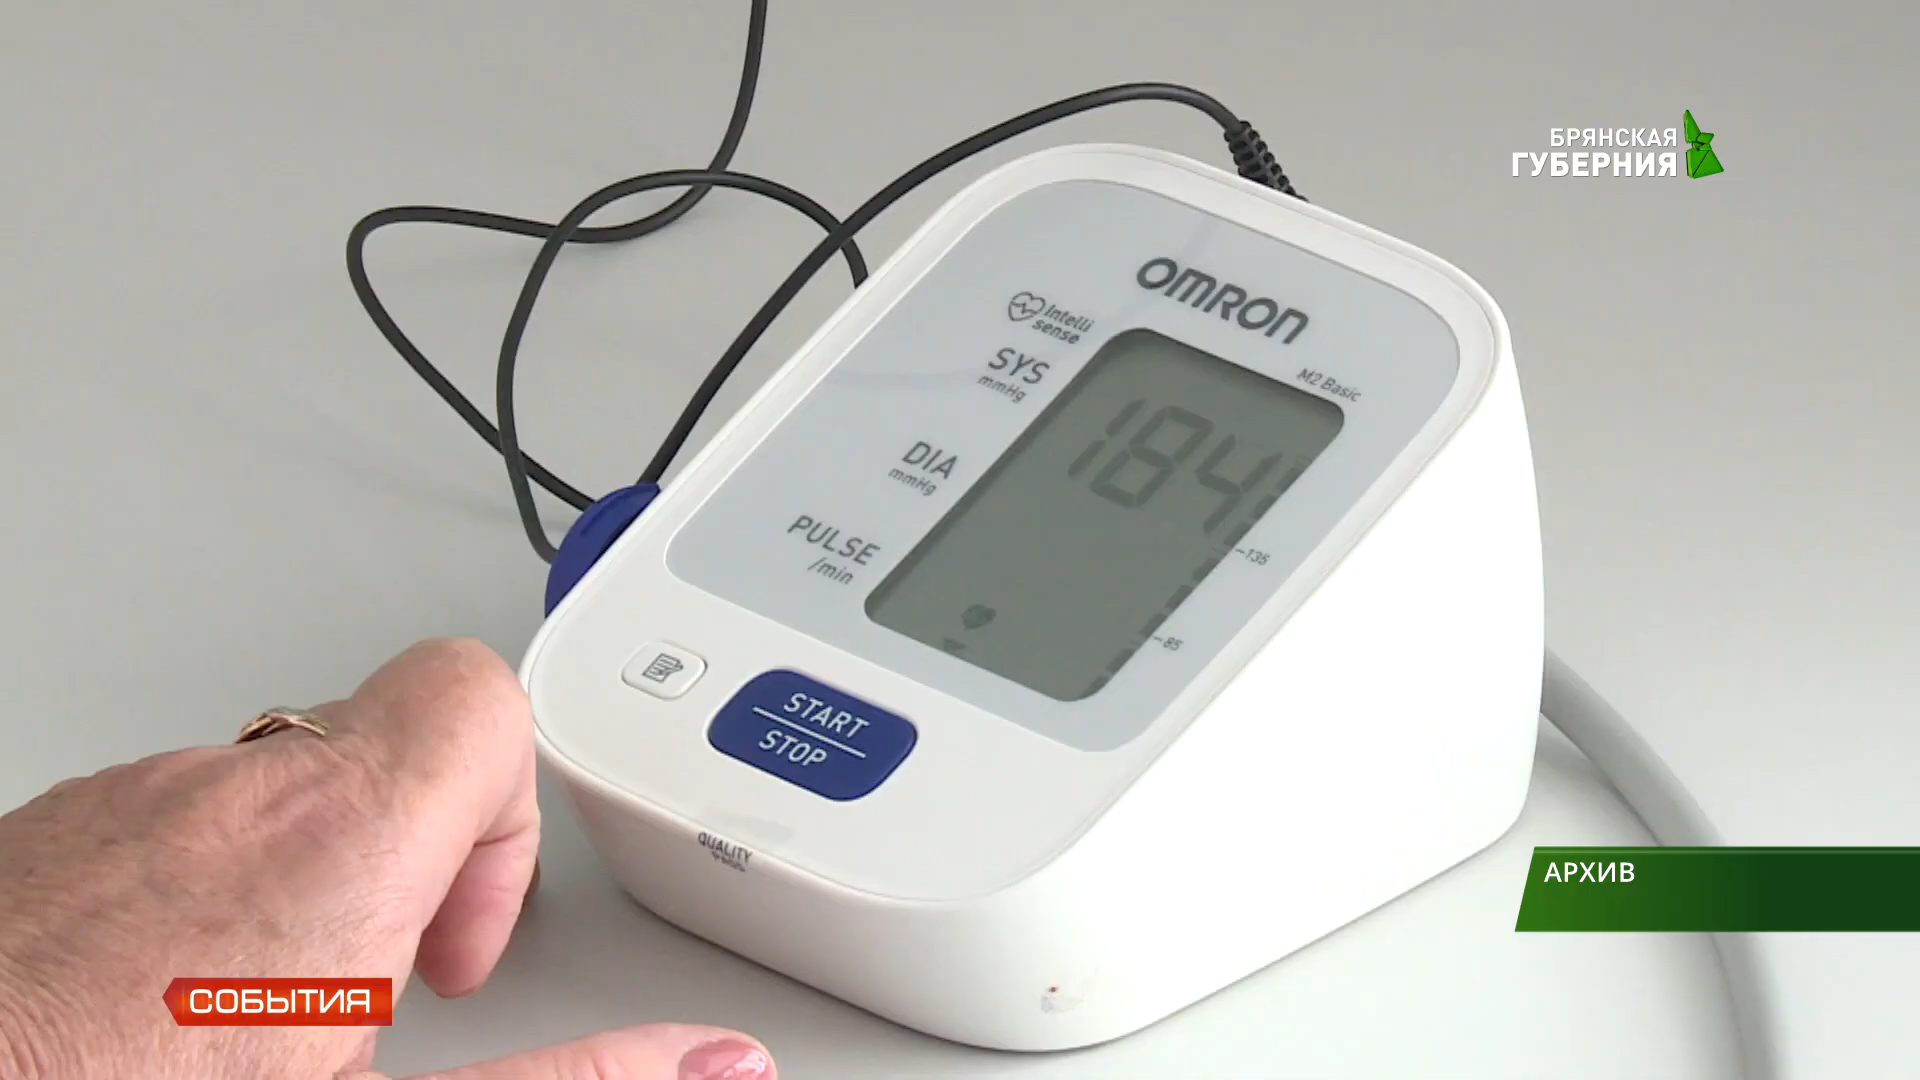 БРЯНСКАЯ
ГУБЕРНИЯ
OMRON
Intelli
sense
M2 Basic
SYS
mmHg
184
DIA
mmHg
-135
PULSE
/min
-85
START
STOP
QUALITY
АРХИВ
СОБЫТИЯ